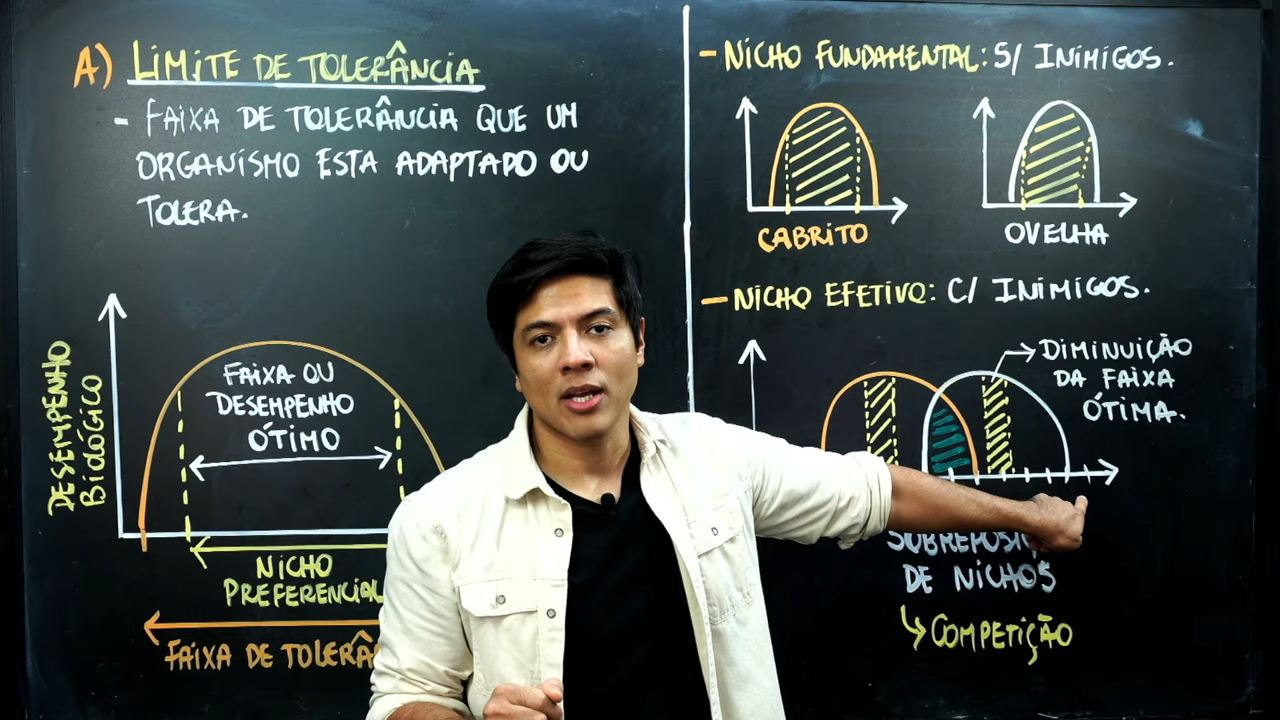 A) LIMITE DE TOLERÂNCIA
- FAIXA DE TOLERÂNCIA QUE UM
ORGANISMO ESTA ADAPTADO OU
TOLERA.
DESEMPENHO
BIOLÓGICO
FAIXA OU
DESEMPENHO
ÓTIMO
NICHO
PREFERENCIAL
FAIXA DE
- NICHO FUNDAMENTAL: S/ INIMIGOS.
CABRITO
OVELHA
- NICHO EFETIVO: C/ INIMIGOS.
DIMINUIÇÃO
DA FAIXA
ÓTIMA.
DE NICHOS
COMPETIÇÃO